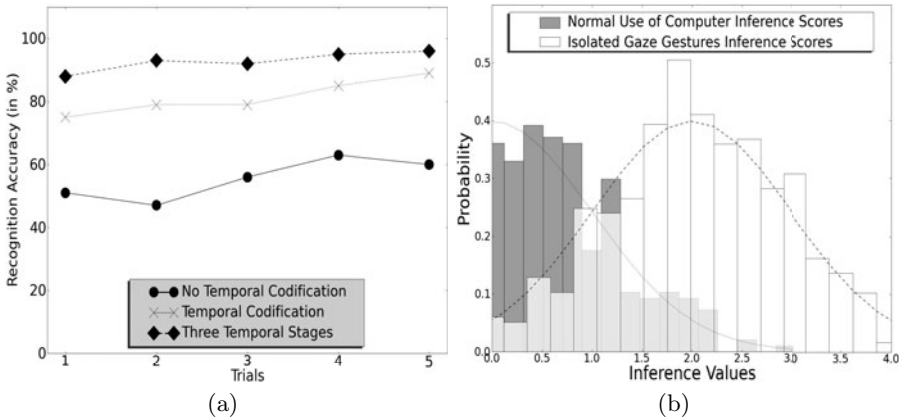 100
80
60
40
20
0
Recognition Accuracy (in %)
1 2 3 4 5
Trials
No Temporal Codification
Temporal Codification
Three Temporal Stages
(a)
Normal Use of Computer Inference Scores
Isolated Gaze Gestures Inference Scores
0.5
0.4
0.3
0.2
0.1
0.0
Probability
0.0 0.5 1.0 1.5 2.0 2.5 3.0 3.5 4.0
Inference Values
(b)